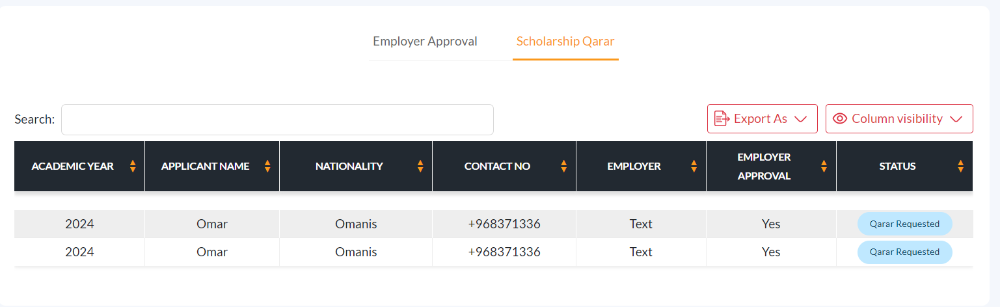 Employer Approval Scholarship Qarar
Search: Export As Column visibility
ACADEMIC YEAR APPLICANT NAME NATIONALITY CONTACT NO EMPLOYER EMPLOYER APPROVAL STATUS
2024 Omar Omanis +968371336 Text Yes Qarar Requested
2024 Omar Omanis +968371336 Text Yes Qarar Requested